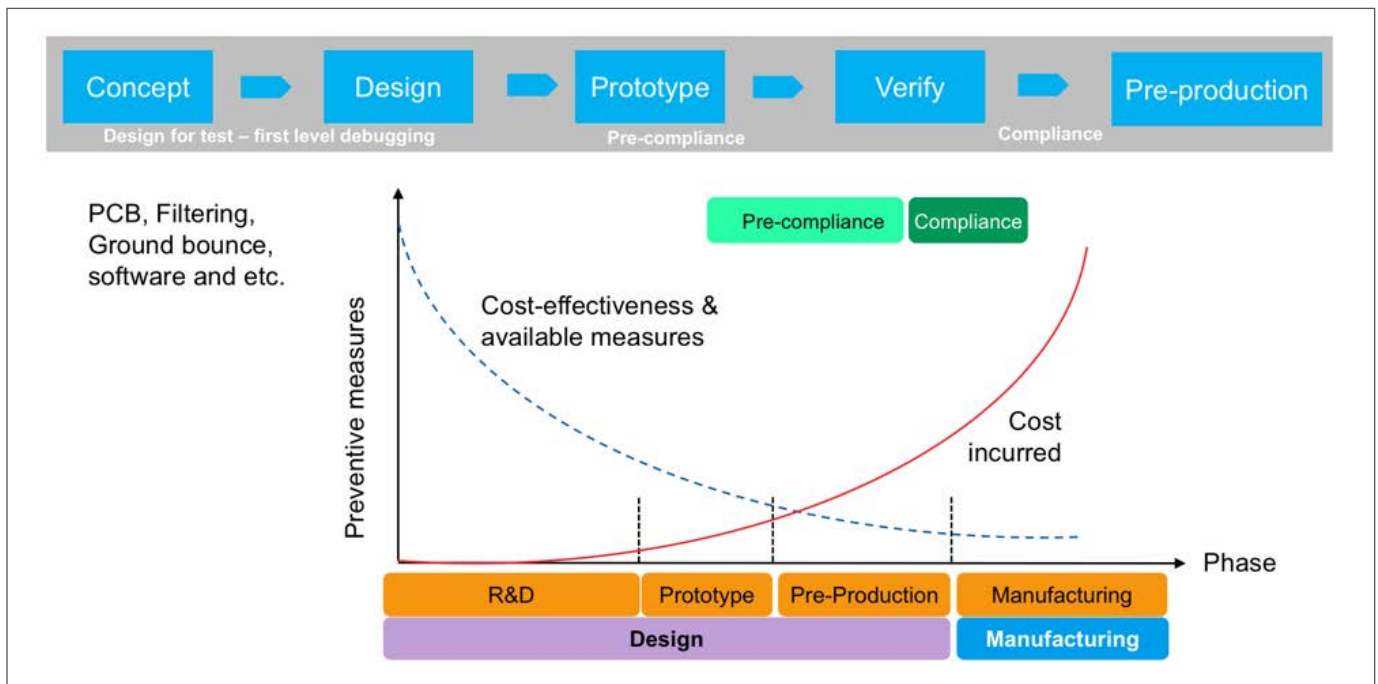 Concept
Design
Prototype
Verify
Pre-production
Design for test – first level debugging
Pre-compliance
Compliance
PCB, Filtering,
Ground bounce,
software and etc.
Pre-compliance
Compliance
Cost-effectiveness &
available measures
Preventive measures
Cost
incurred
Phase
R&D
Prototype
Pre-Production
Manufacturing
Design
Manufacturing